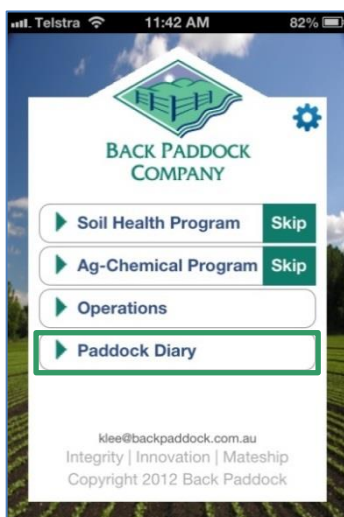 Telstra 11:42 AM 82%
BACK PADDOCK
COMPANY
Soil Health Program Skip
Ag-Chemical Program Skip
Operations
Paddock Diary
klee@backpaddock.com.au
Integrity | Innovation | Mateship
Copyright 2012 Back Paddock